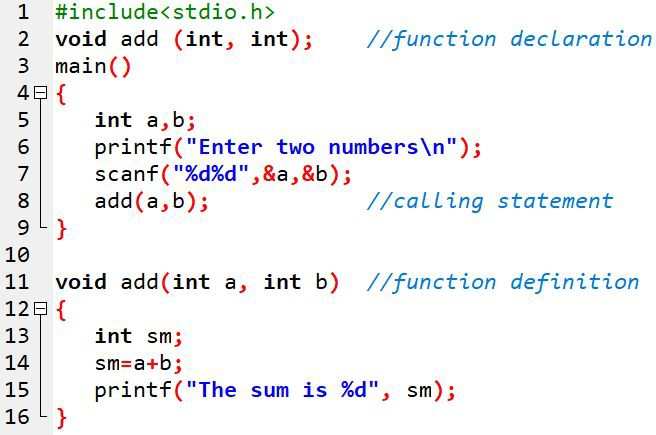 1 #include<stdio.h>
2 void add (int, int);    //function declaration
3 main()
4 {
5    int a,b;
6    printf("Enter two numbers\n");
7    scanf("%d%d",&a,&b);
8    add(a,b);            //calling statement
9 }
10
11 void add(int a, int b)  //function definition
12 {
13    int sm;
14    sm=a+b;
15    printf("The sum is %d", sm);
16 }